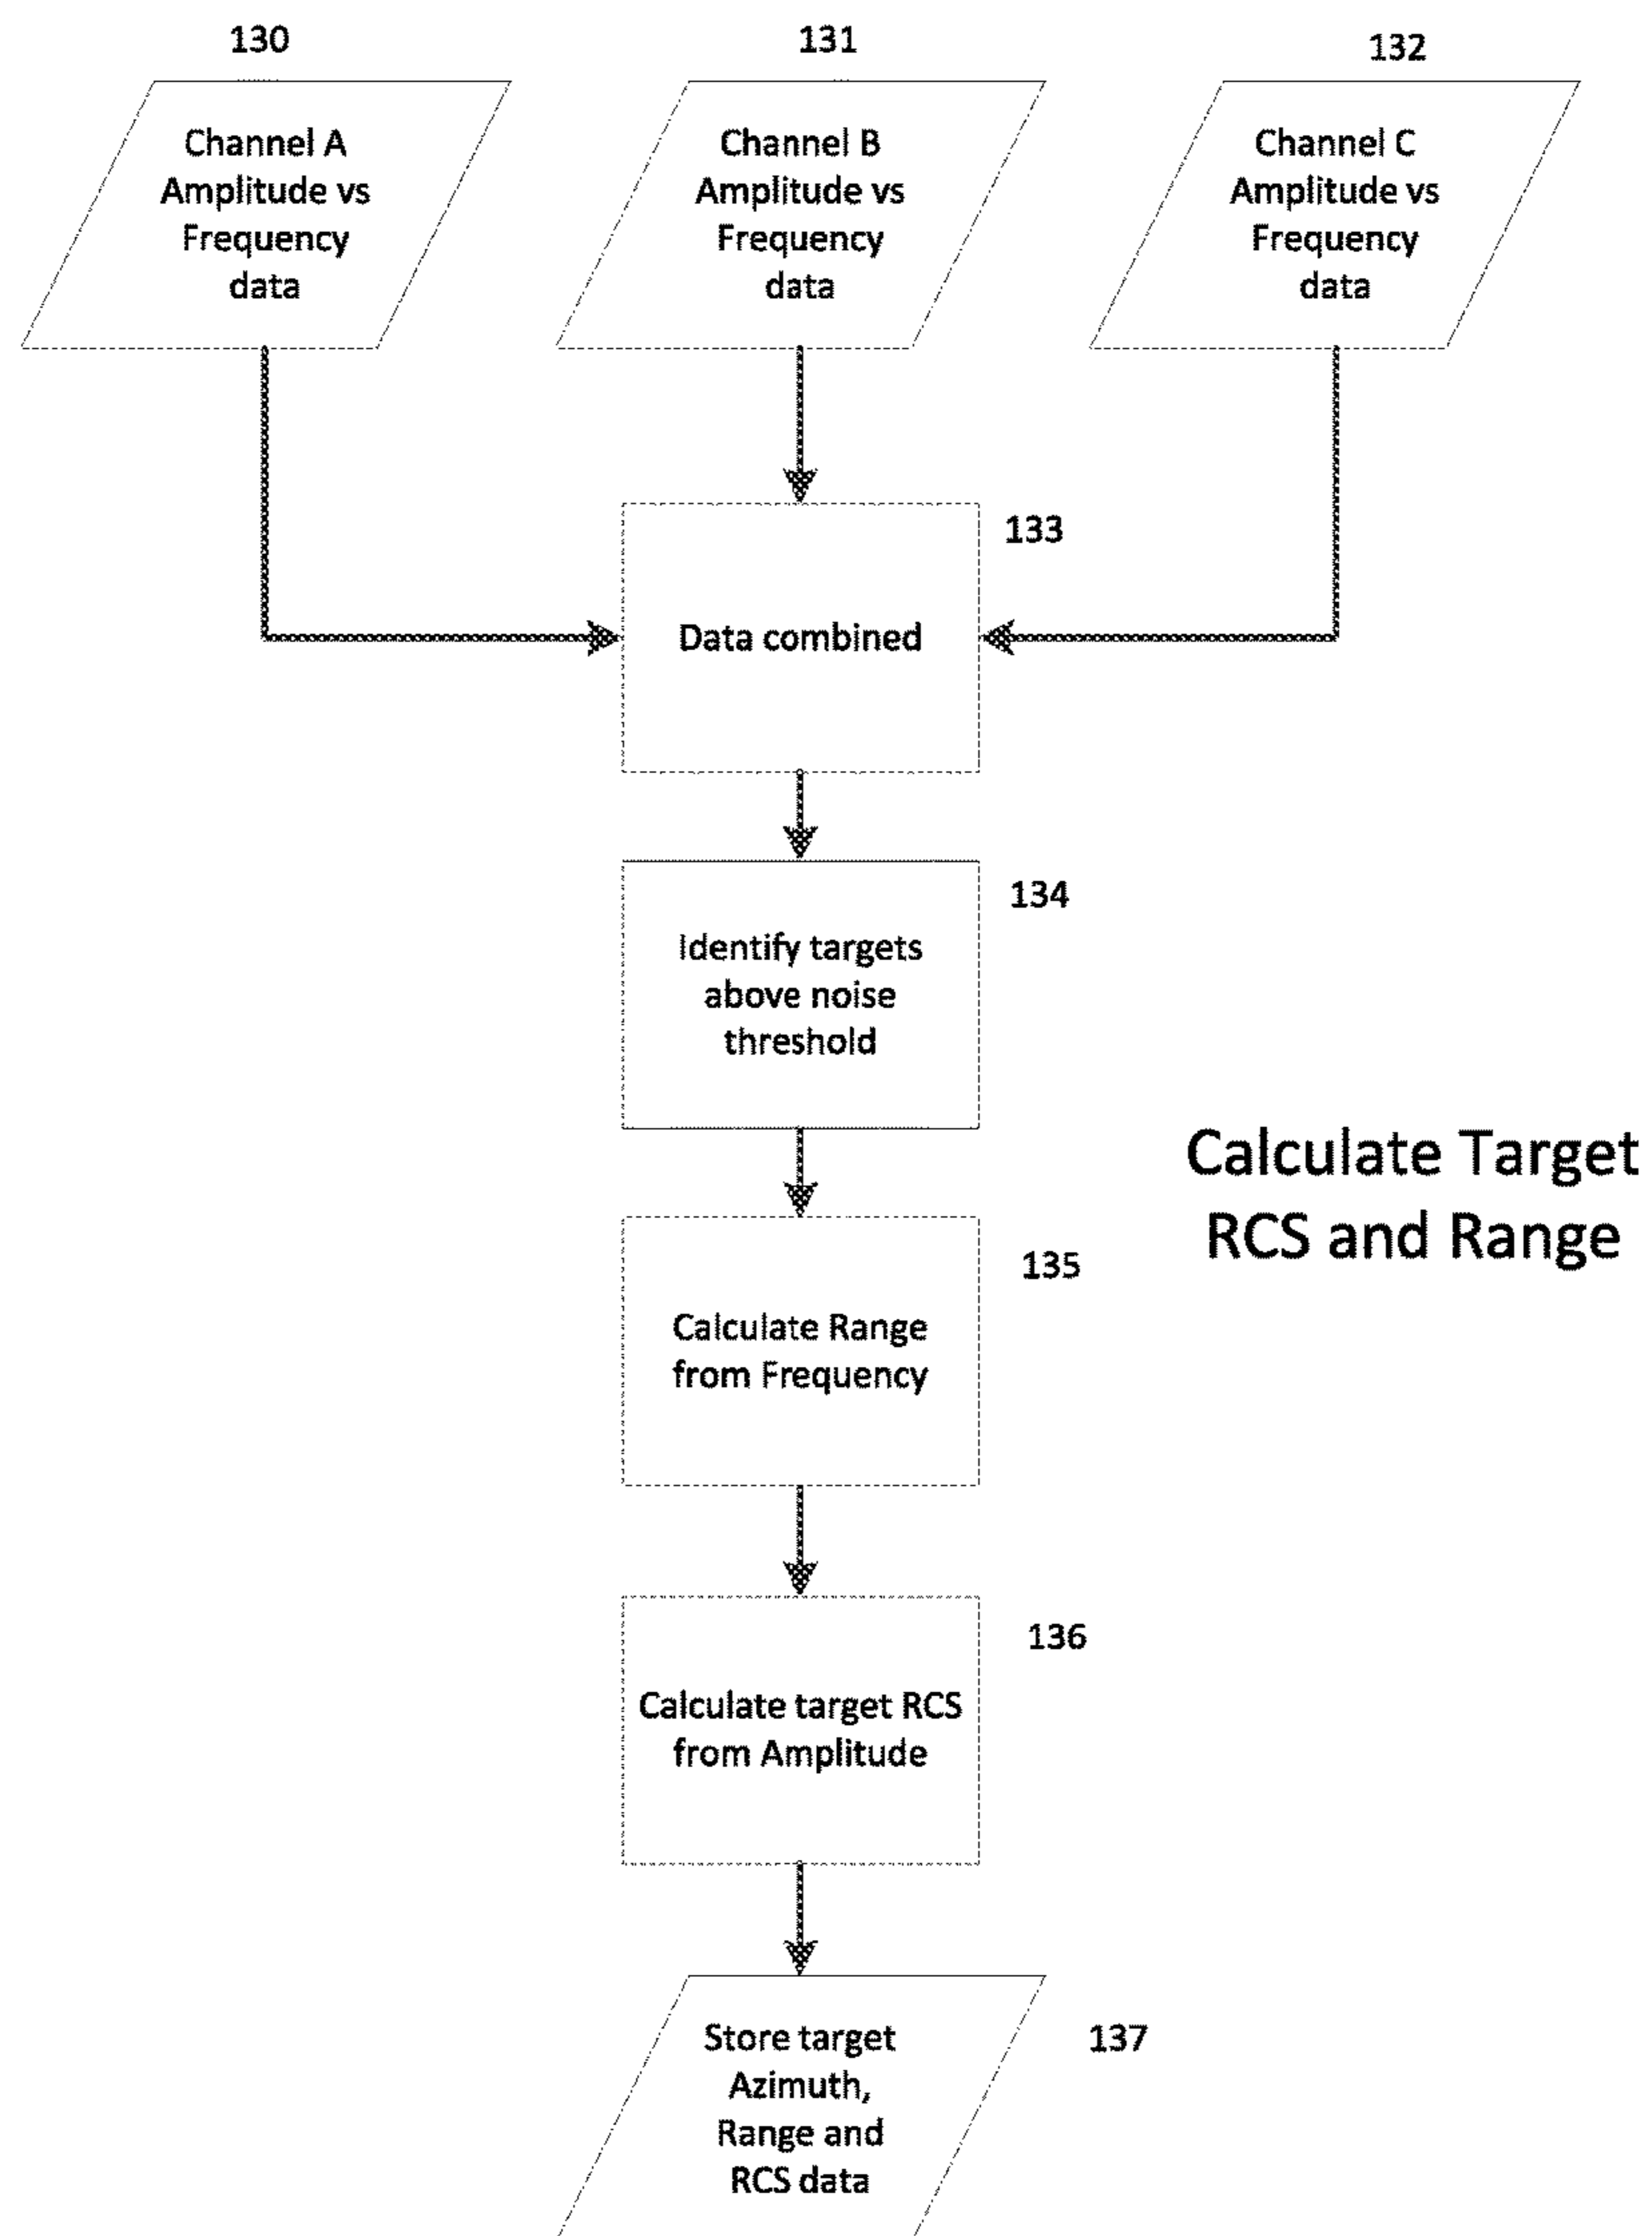 130
131
132
Channel A
Amplitude vs
Frequency
data
Channel B
Amplitude vs
Frequency
data
Channel C
Amplitude vs
Frequency
data
133
Data combined
134
Identify targets
above noise
threshold
Calculate Target
RCS and Range
135
Calculate Range
from Frequency
136
Calculate target RCS
from Amplitude
137
Store target
Azimuth,
Range and
RCS data